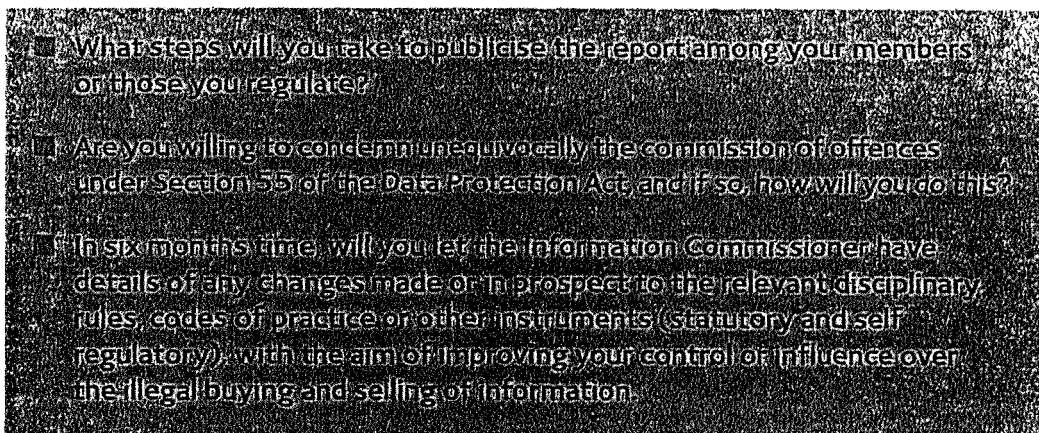 What steps will you take to publicise the report among your members
or those you regulate?
Are you willing to condemn unequivocally the commission of offences
under Section 55 of the Data Protection Act, and if so, how will you do this?
In six months time, will you let the Information Commissioner have
details of any changes made or in prospect to the relevant disciplinary
rules, codes of practice or other instruments (statutory and self
regulatory), with the aim of improving your control or influence over
the illegal buying and selling of information.